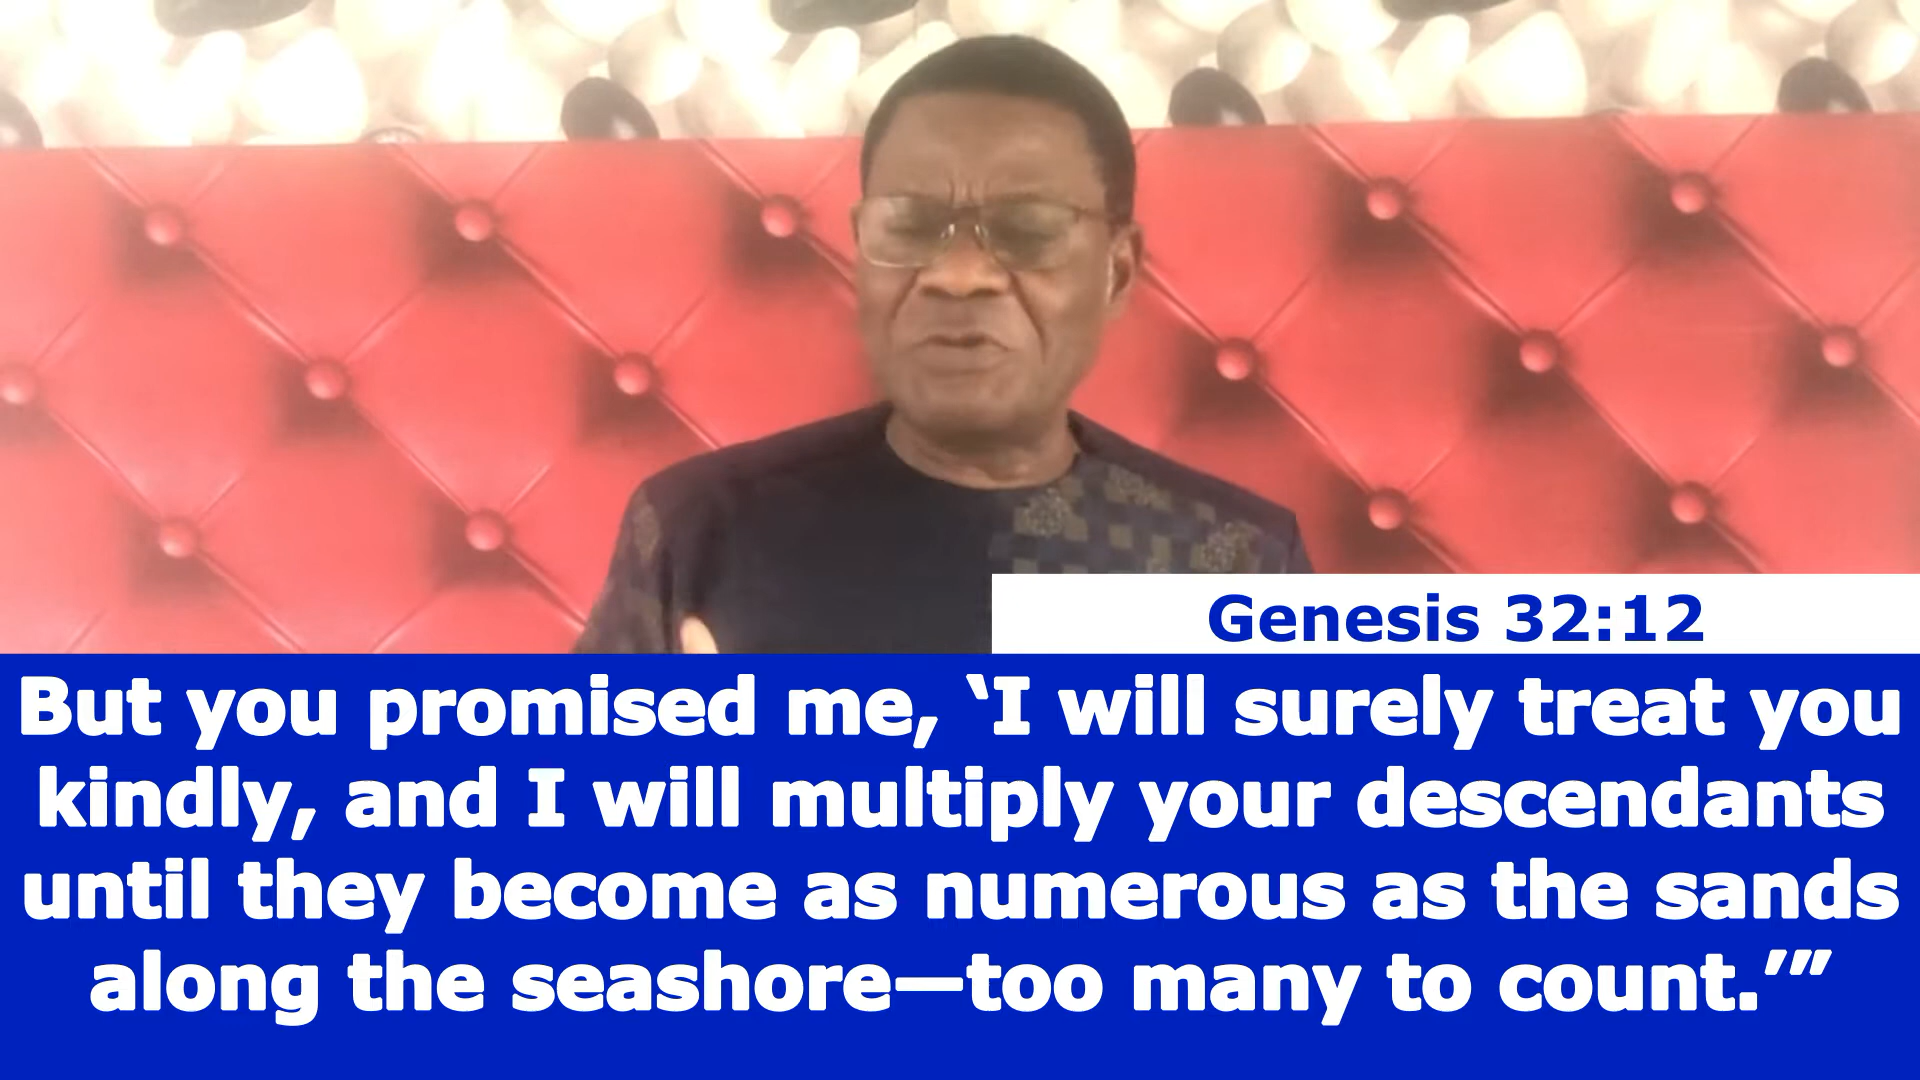 Genesis 32:12
But you promised me, ‘I will surely treat you
kindly, and I will multiply your descendants
until they become as numerous as the sands
along the seashore—too many to count.’”